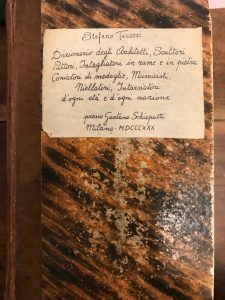 Stefano Ticozzi
Dizionario degli Architetti, Scultori
Pittori, Intagliatori in rame e in pietra
Coniatori di medaglie, Musaicisti,
Niellatori, Intarsiatori
d'ogni età e d'ogni nazione
presso Gaetano Schiepatti
Milano - MDCCCXXX